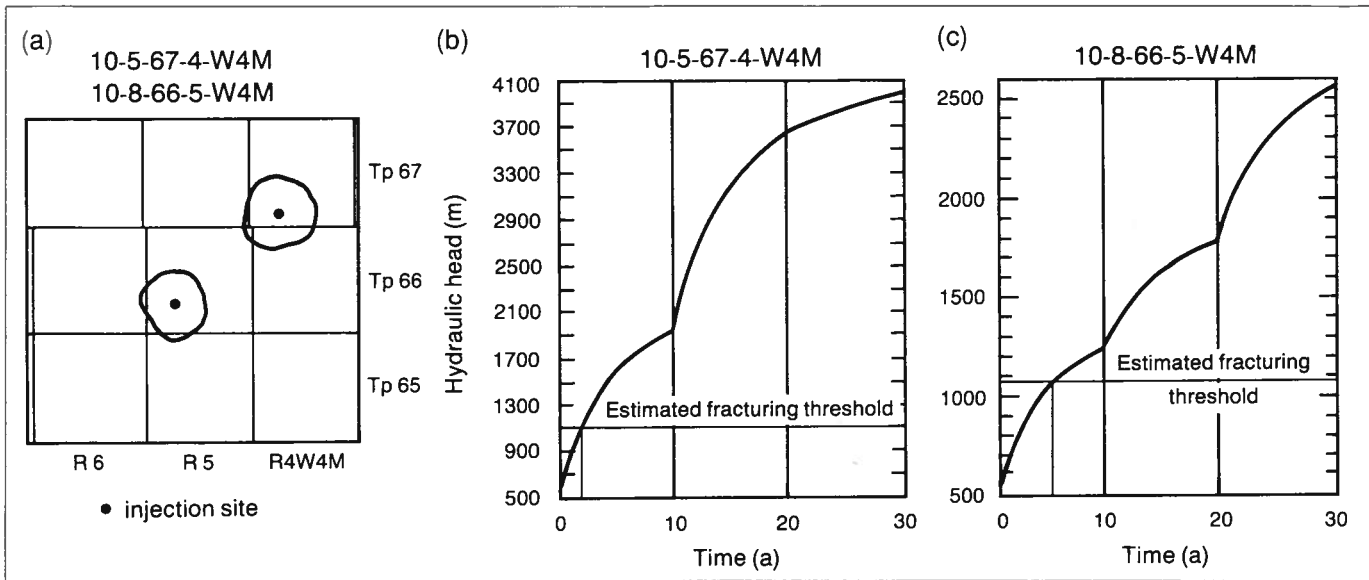 (a)
10-5-67-4-W4M
10-8-66-5-W4M
Tp 67
Tp 66
Tp 65
R 6 R 5 R4W4M
● injection site
(b)
10-5-67-4-W4M
Hydraulic head (m)
4100
3700
3300
2900
2500
2100
1700
1300
900
500
Estimated fracturing threshold
0 10 20 30
Time (a)
(c)
10-8-66-5-W4M
2500
2000
1500
1000
500
Estimated fracturing
threshold
0 10 20 30
Time (a)